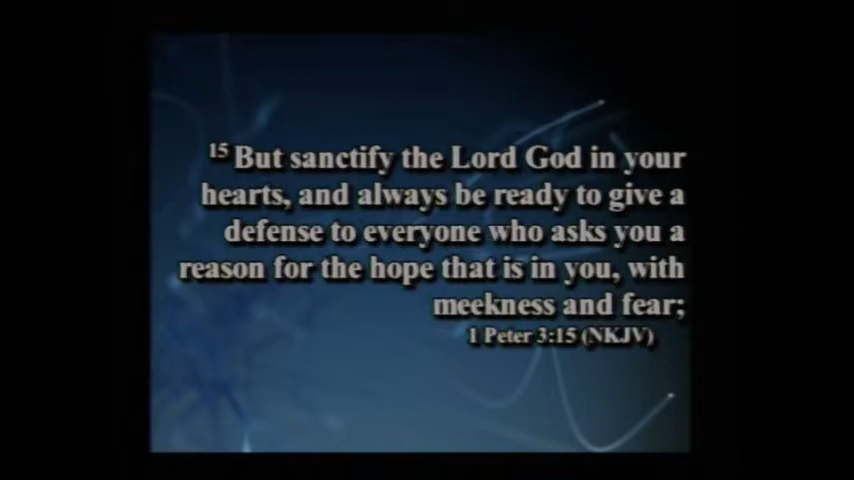 15 But sanctify the Lord God in your
hearts, and always be ready to give a
defense to everyone who asks you a
reason for the hope that is in you, with
meekness and fear;
1 Peter 3:15 (NKJV)